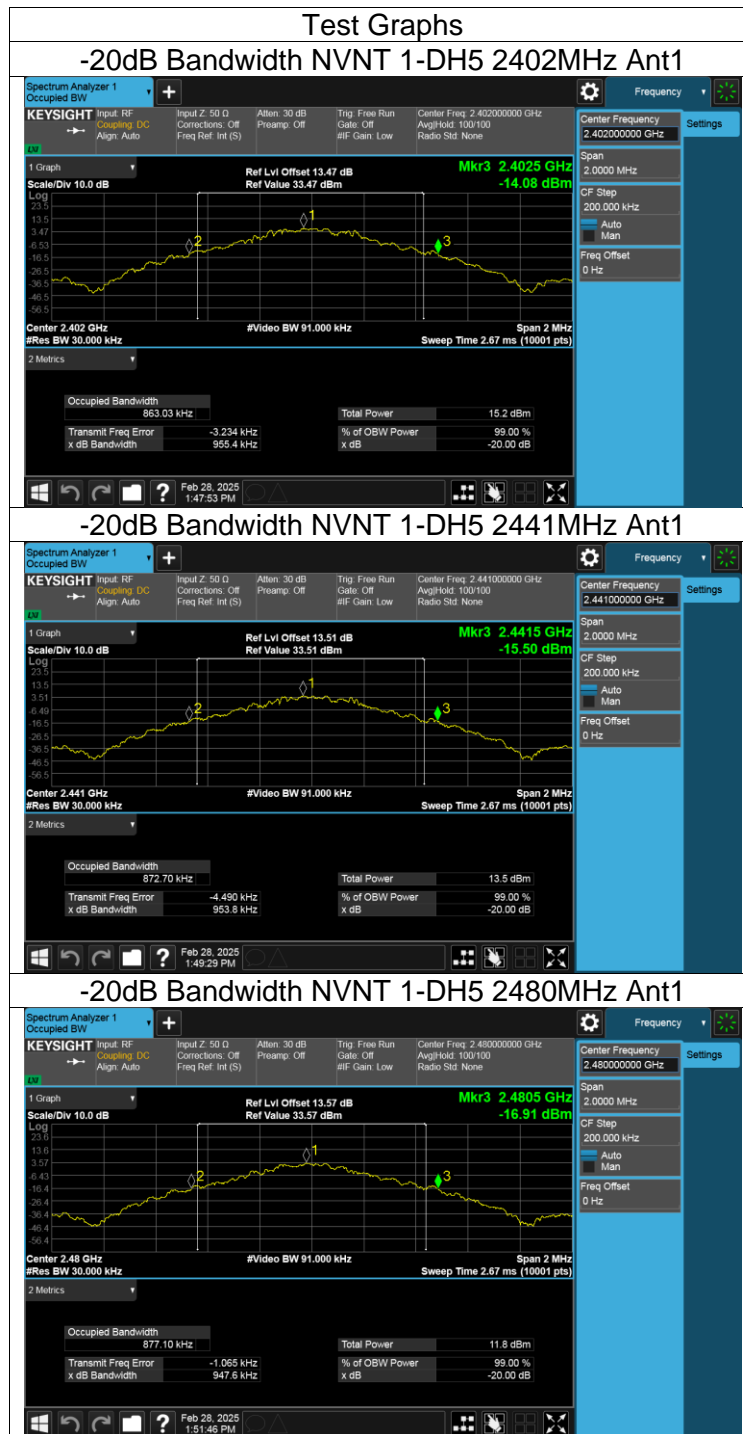 Test Graphs
-20dB Bandwidth NVNT 1-DH5 2402MHz Ant1
Spectrum Analyzer 1
Occupied BW
+
Frequency
KEYSIGHT
Input: RF
Coupling: DC
Align: Auto
Input Z: 50 Ω
Corrections: Off
Freq Ref: Int (S)
Atten: 30 dB
Preamp: Off
Trig: Free Run
Gate: Off
#IF Gain: Low
Center Freq: 2.402000000 GHz
Avg|Hold: 100/100
Radio Std: None
Center Frequency
2.402000000 GHz
Settings
Span
2.0000 MHz
CF Step
200.000 kHz
Auto
Man
Freq Offset
0 Hz
1 Graph
Scale/Div 10.0 dB
Ref Lvl Offset 13.47 dB
Ref Value 33.47 dBm
Mkr3 2.4025 GHz
-14.08 dBm
Log
23.5
13.5
3.47
-6.53
-16.5
-26.5
-36.5
-46.5
-56.5
1
2
3
Center 2.402 GHz
#Res BW 30.000 kHz
#Video BW 91.000 kHz
Span 2 MHz
Sweep Time 2.67 ms (10001 pts)
2 Metrics
Occupied Bandwidth
863.03 kHz
Total Power 15.2 dBm
Transmit Freq Error -3.234 kHz
% of OBW Power 99.00 %
x dB Bandwidth 955.4 kHz
x dB -20.00 dB
?
Feb 28, 2025
1:47:53 PM
-20dB Bandwidth NVNT 1-DH5 2441MHz Ant1
Spectrum Analyzer 1
Occupied BW
+
Frequency
KEYSIGHT
Input: RF
Coupling: DC
Align: Auto
Input Z: 50 Ω
Corrections: Off
Freq Ref: Int (S)
Atten: 30 dB
Preamp: Off
Trig: Free Run
Gate: Off
#IF Gain: Low
Center Freq: 2.441000000 GHz
Avg|Hold: 100/100
Radio Std: None
Center Frequency
2.441000000 GHz
Settings
Span
2.0000 MHz
CF Step
200.000 kHz
Auto
Man
Freq Offset
0 Hz
1 Graph
Scale/Div 10.0 dB
Ref Lvl Offset 13.51 dB
Ref Value 33.51 dBm
Mkr3 2.4415 GHz
-15.50 dBm
Log
23.5
13.5
3.51
-6.49
-16.5
-26.5
-36.5
-46.5
-56.5
1
2
3
Center 2.441 GHz
#Res BW 30.000 kHz
#Video BW 91.000 kHz
Span 2 MHz
Sweep Time 2.67 ms (10001 pts)
2 Metrics
Occupied Bandwidth
872.70 kHz
Total Power 13.5 dBm
Transmit Freq Error -4.490 kHz
% of OBW Power 99.00 %
x dB Bandwidth 953.8 kHz
x dB -20.00 dB
?
Feb 28, 2025
1:49:29 PM
-20dB Bandwidth NVNT 1-DH5 2480MHz Ant1
Spectrum Analyzer 1
Occupied BW
+
Frequency
KEYSIGHT
Input: RF
Coupling: DC
Align: Auto
Input Z: 50 Ω
Corrections: Off
Freq Ref: Int (S)
Atten: 30 dB
Preamp: Off
Trig: Free Run
Gate: Off
#IF Gain: Low
Center Freq: 2.480000000 GHz
Avg|Hold: 100/100
Radio Std: None
Center Frequency
2.480000000 GHz
Settings
Span
2.0000 MHz
CF Step
200.000 kHz
Auto
Man
Freq Offset
0 Hz
1 Graph
Scale/Div 10.0 dB
Ref Lvl Offset 13.57 dB
Ref Value 33.57 dBm
Mkr3 2.4805 GHz
-16.91 dBm
Log
23.6
13.6
3.57
-6.43
-16.4
-26.4
-36.4
-46.4
-56.4
1
2
3
Center 2.48 GHz
#Res BW 30.000 kHz
#Video BW 91.000 kHz
Span 2 MHz
Sweep Time 2.67 ms (10001 pts)
2 Metrics
Occupied Bandwidth
877.10 kHz
Total Power 11.8 dBm
Transmit Freq Error -1.065 kHz
% of OBW Power 99.00 %
x dB Bandwidth 947.6 kHz
x dB -20.00 dB
?
Feb 28, 2025
1:51:46 PM